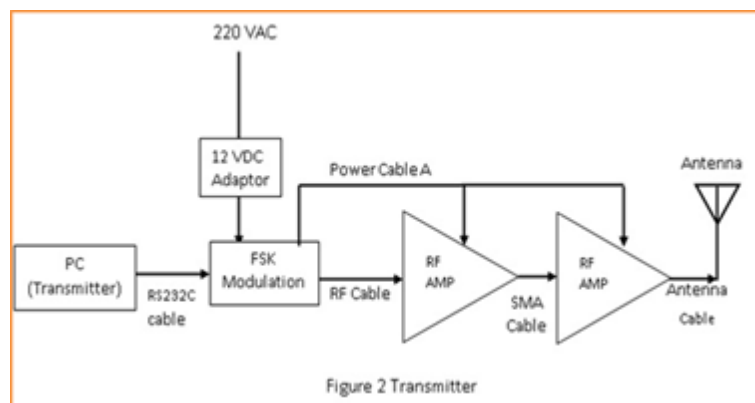 220 VAC
12 VDC
Adaptor
Power Cable A
Antenna
PC
(Transmitter)
RS232C
cable
FSK
Modulation
RF Cable
RF
AMP
SMA
Cable
RF
AMP
Antenna
Cable
Figure 2 Transmitter